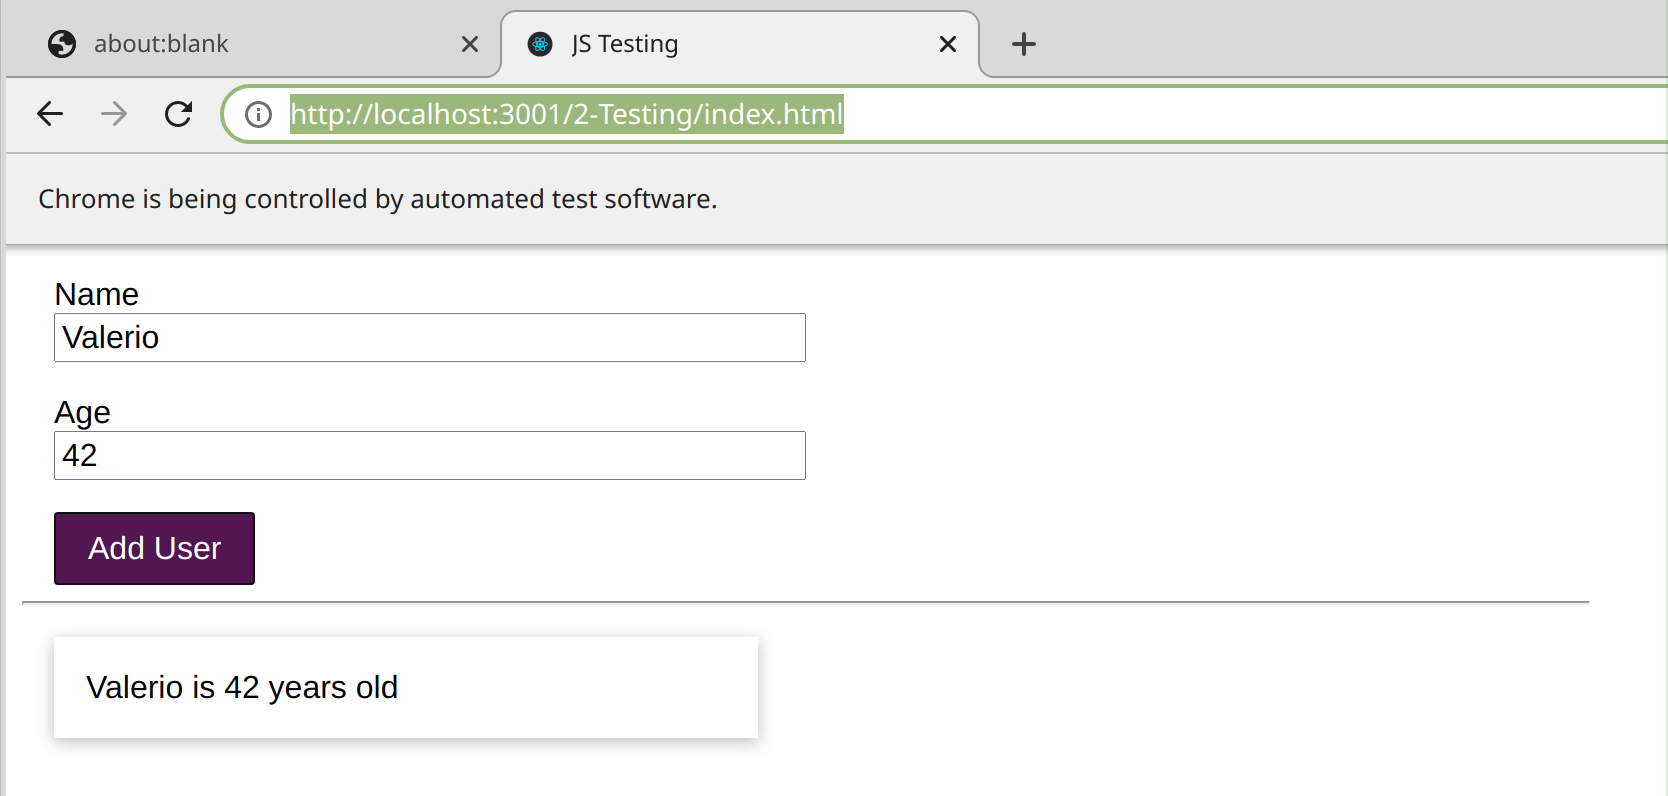 about:blank
JS Testing
http://localhost:3001/2-Testing/index.html
Chrome is being controlled by automated test software.
Name
Valerio
Age
42
Add User
Valerio is 42 years old